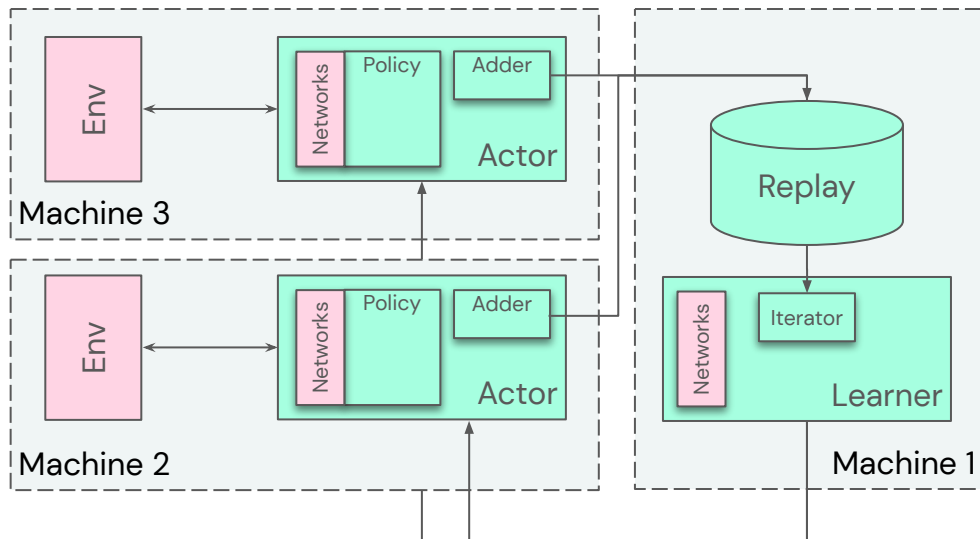 Env
Networks
Policy
Adder
Actor
Machine 3
Env
Networks
Policy
Adder
Actor
Machine 2
Replay
Networks
Iterator
Learner
Machine 1